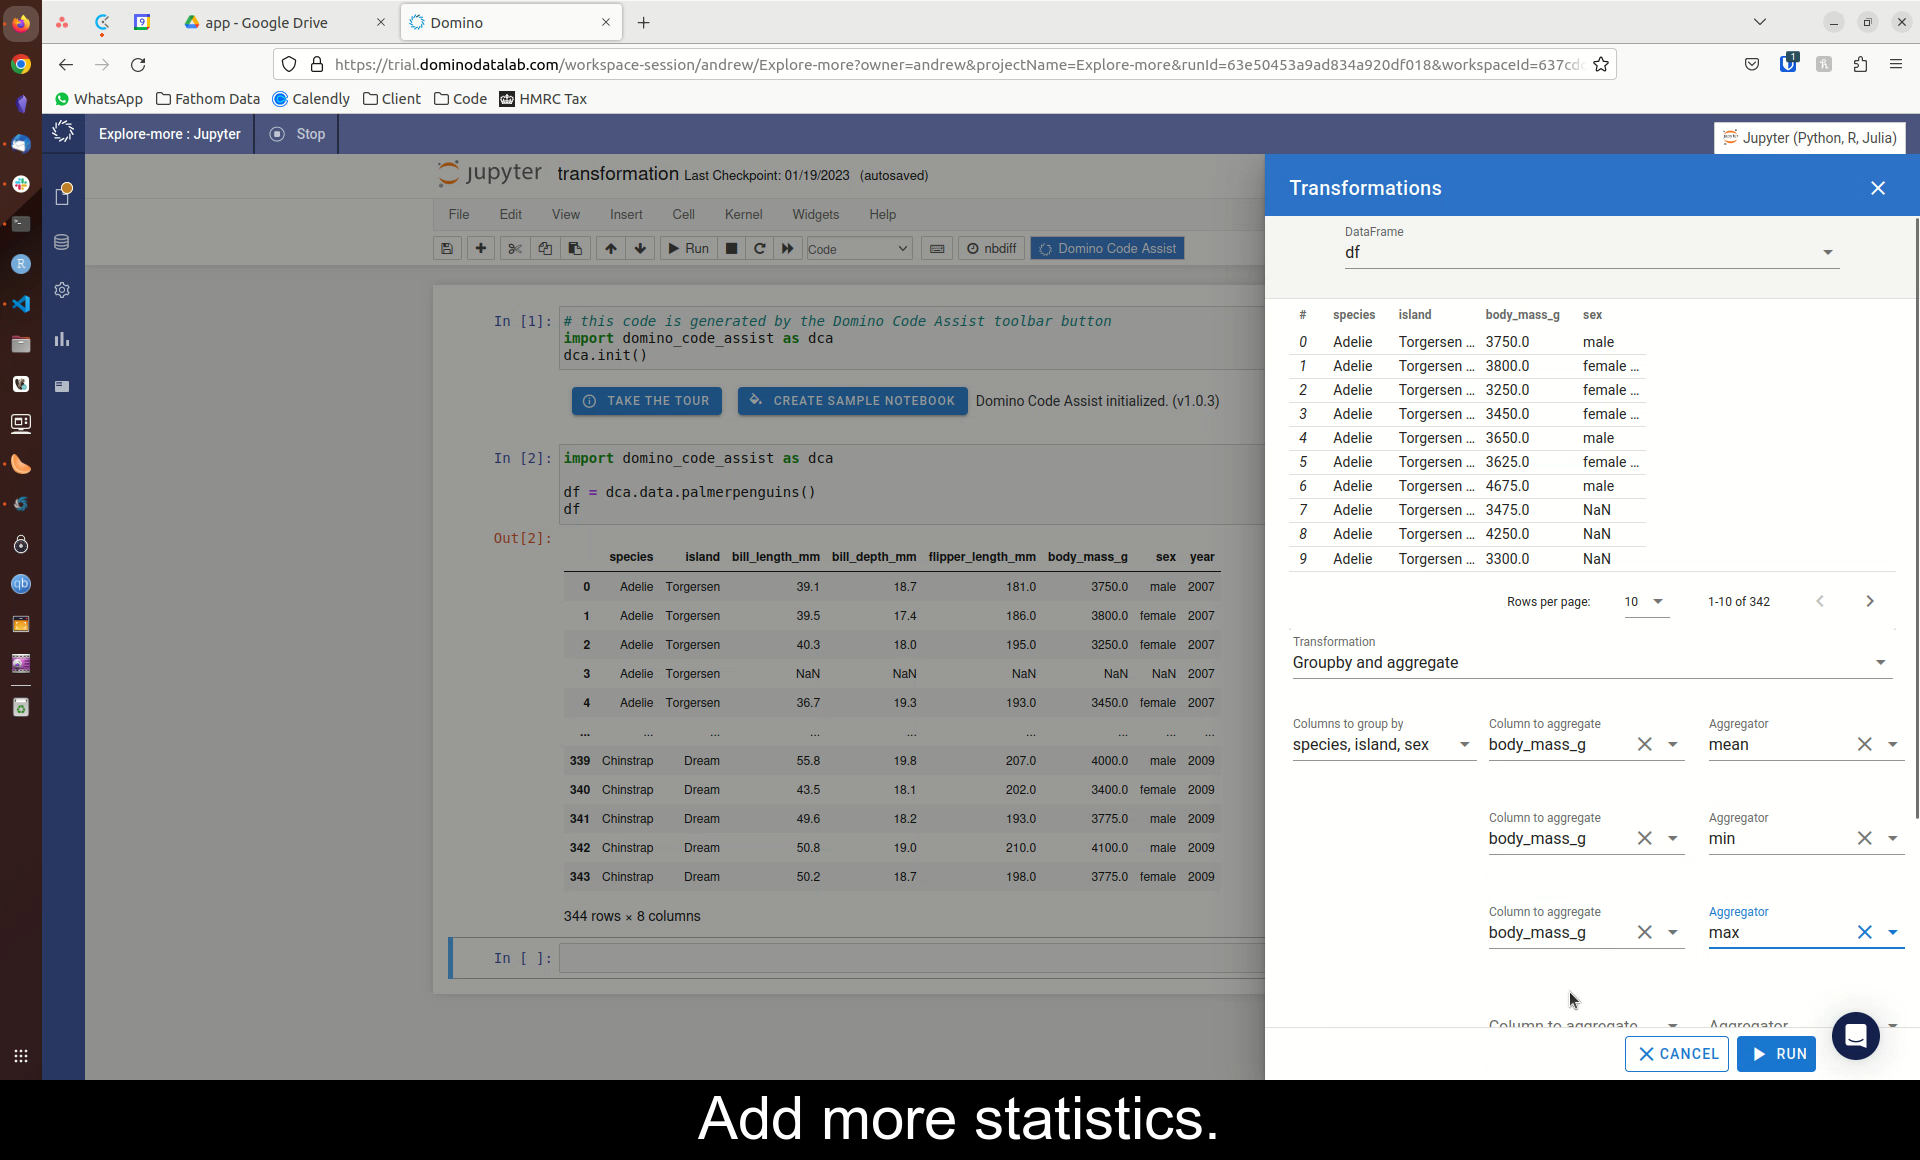 app - Google Drive
Domino
9
https://trial.dominodatalab.com/workspace-session/andrew/Explore-more?owner=andrew&projectName=Explore-more&runId=63e50453a9ad834a920df018&workspaceId=637cd
1
WhatsApp Fathom Data Calendly Client Code HMRC Tax
Explore-more : Jupyter Stop
Jupyter (Python, R, Julia)
jupyter transformation Last Checkpoint: 01/19/2023 (autosaved)
File Edit View Insert Cell Kernel Widgets Help
Run Code nbdiff Domino Code Assist
In [1]: # this code is generated by the Domino Code Assist toolbar button
import domino_code_assist as dca
dca.init()
TAKE THE TOUR CREATE SAMPLE NOTEBOOK Domino Code Assist initialized. (v1.0.3)
In [2]: import domino_code_assist as dca
df = dca.data.palmerpenguins()
df
Out[2]:
species island bill_length_mm bill_depth_mm flipper_length_mm body_mass_g sex year
0 Adelie Torgersen 39.1 18.7 181.0 3750.0 male 2007
1 Adelie Torgersen 39.5 17.4 186.0 3800.0 female 2007
2 Adelie Torgersen 40.3 18.0 195.0 3250.0 female 2007
3 Adelie Torgersen NaN NaN NaN NaN NaN 2007
4 Adelie Torgersen 36.7 19.3 193.0 3450.0 female 2007
... ... ... ... ... ... ... ... ...
339 Chinstrap Dream 55.8 19.8 207.0 4000.0 male 2009
340 Chinstrap Dream 43.5 18.1 202.0 3400.0 female 2009
341 Chinstrap Dream 49.6 18.2 193.0 3775.0 male 2009
342 Chinstrap Dream 50.8 19.0 210.0 4100.0 male 2009
343 Chinstrap Dream 50.2 18.7 198.0 3775.0 female 2009
344 rows × 8 columns
In [ ]:
Transformations
DataFrame
df
# species island body_mass_g sex
0 Adelie Torgersen ... 3750.0 male
1 Adelie Torgersen ... 3800.0 female ...
2 Adelie Torgersen ... 3250.0 female ...
3 Adelie Torgersen ... 3450.0 female ...
4 Adelie Torgersen ... 3650.0 male
5 Adelie Torgersen ... 3625.0 female ...
6 Adelie Torgersen ... 4675.0 male
7 Adelie Torgersen ... 3475.0 NaN
8 Adelie Torgersen ... 4250.0 NaN
9 Adelie Torgersen ... 3300.0 NaN
Rows per page: 10 1-10 of 342
Transformation
Groupby and aggregate
Columns to group by Column to aggregate Aggregator
species, island, sex body_mass_g mean
Column to aggregate Aggregator
body_mass_g min
Column to aggregate Aggregator
body_mass_g max
Column to aggregate Aggregator
CANCEL RUN
Add more statistics.